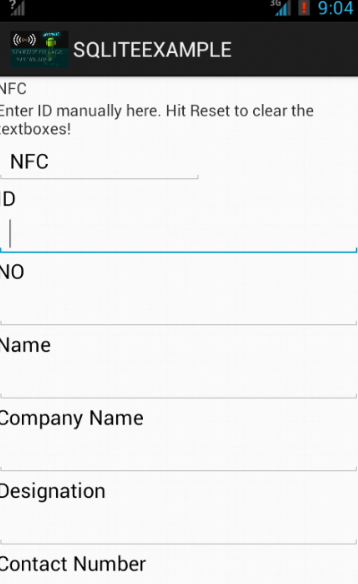 3G 9:04
SQLITEEXAMPLE
NFC
Enter ID manually here. Hit Reset to clear the
textboxes!
NFC
ID
NO
Name
Company Name
Designation
Contact Number